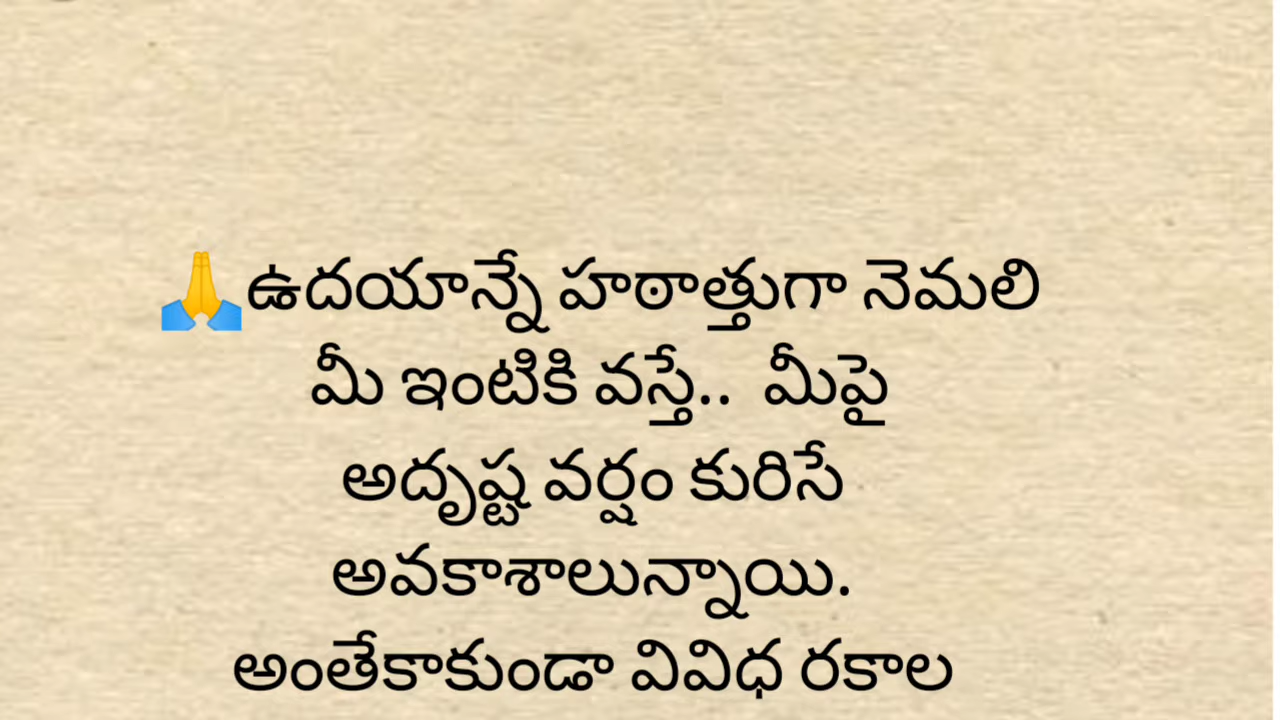 🙏ఉదయాన్నే హఠాత్తుగా నెమలి
మీ ఇంటికి వస్తే..  మీపై
అదృష్ట వర్షం కురిసే
అవకాశాలున్నాయి.
అంతేకాకుండా వివిధ రకాల